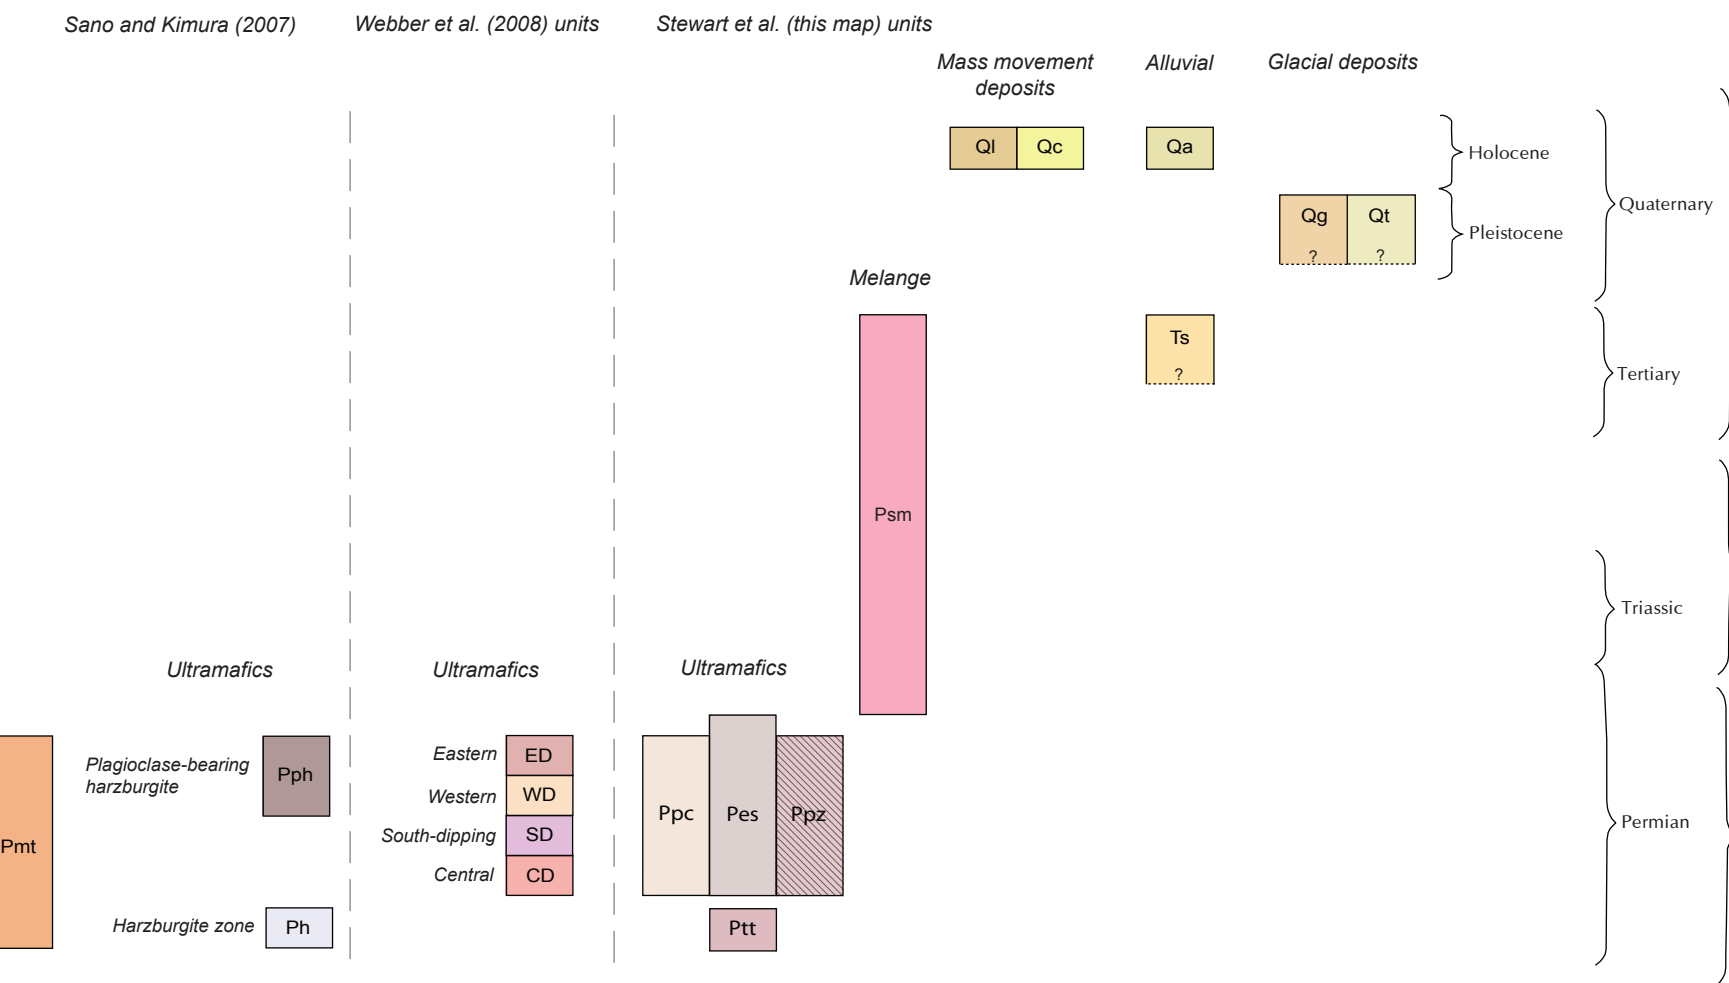 Sano and Kimura (2007)
Webber et al. (2008) units
Stewart et al. (this map) units
Mass movement
deposits
Alluvial
Glacial deposits
Ql
Qc
Qa
Holocene
Qg
?
Qt
?
Pleistocene
Quaternary
Melange
Ts
?
Tertiary
Psm
Triassic
Ultramafics
Ultramafics
Ultramafics
Pmt
Plagioclase-bearing
harzburgite
Pph
Harzburgite zone
Ph
Eastern
ED
Western
WD
South-dipping
SD
Central
CD
Ppc
Pes
Ppz
Ptt
Permian